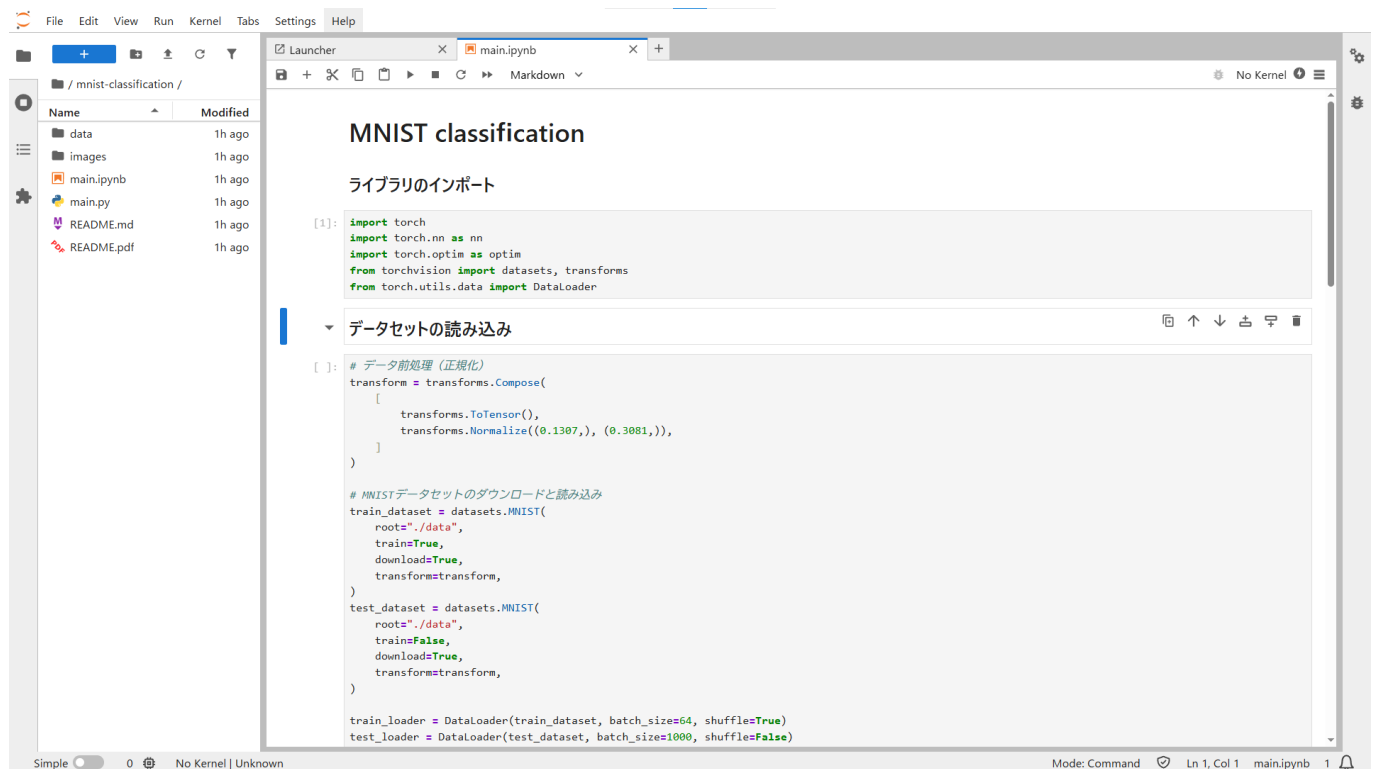 File Edit View Run Kernel Tabs Settings Help
Launcher
main.ipynb
Markdown
No Kernel
/ mnist-classification /
Name Modified
data 1h ago
images 1h ago
main.ipynb 1h ago
main.py 1h ago
README.md 1h ago
README.pdf 1h ago
MNIST classification
ライブラリのインポート
[1]:
import torch
import torch.nn as nn
import torch.optim as optim
from torchvision import datasets, transforms
from torch.utils.data import DataLoader
データセットの読み込み
[ ]:
# データ前処理（正規化）
transform = transforms.Compose(
    [
        transforms.ToTensor(),
        transforms.Normalize((0.1307,), (0.3081,)),
    ]
)
# MNISTデータセットのダウンロードと読み込み
train_dataset = datasets.MNIST(
    root="./data",
    train=True,
    download=True,
    transform=transform,
)
test_dataset = datasets.MNIST(
    root="./data",
    train=False,
    download=True,
    transform=transform,
)
train_loader = DataLoader(train_dataset, batch_size=64, shuffle=True)
test_loader = DataLoader(test_dataset, batch_size=1000, shuffle=False)
Simple 0 No Kernel | Unknown Mode: Command Ln 1, Col 1 main.ipynb 1